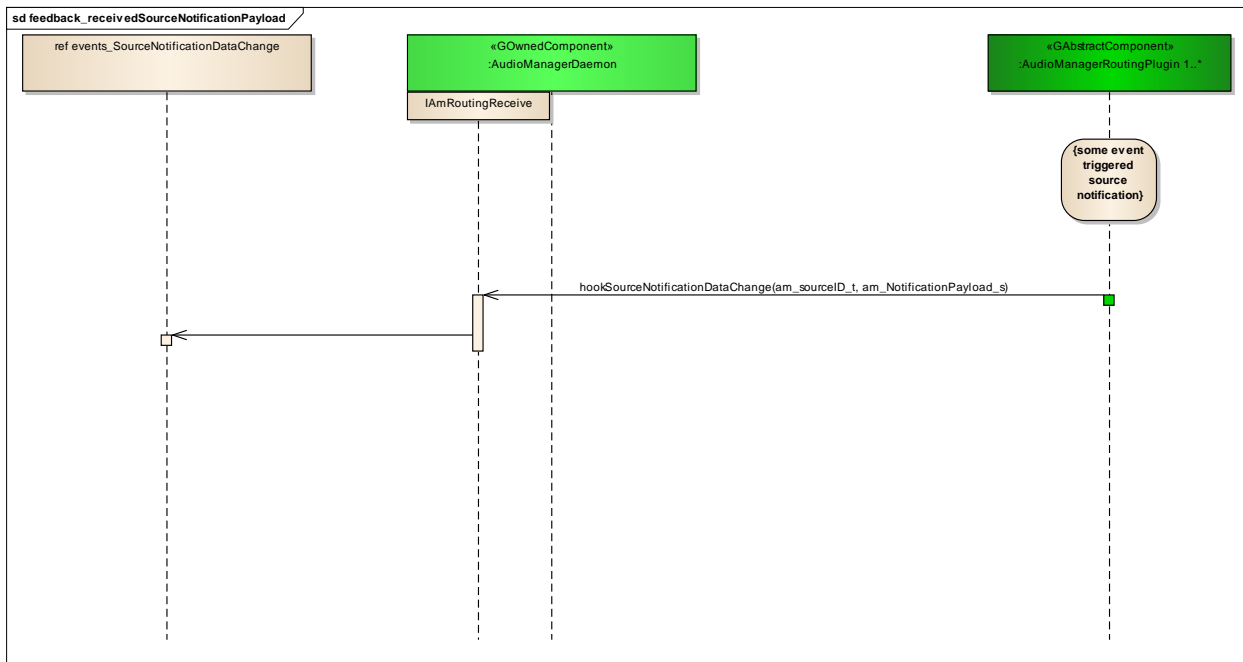 sd feedback_receivedSourceNotificationPayload
ref events_SourceNotificationDataChange
«GOwnedComponent»
:AudioManagerDaemon
IAmRoutingReceive
«GAbstractComponent»
:AudioManagerRoutingPlugin 1..*
{some event
triggered
source
notification}
hookSourceNotificationDataChange(am_sourceID_t, am_NotificationPayload_s)